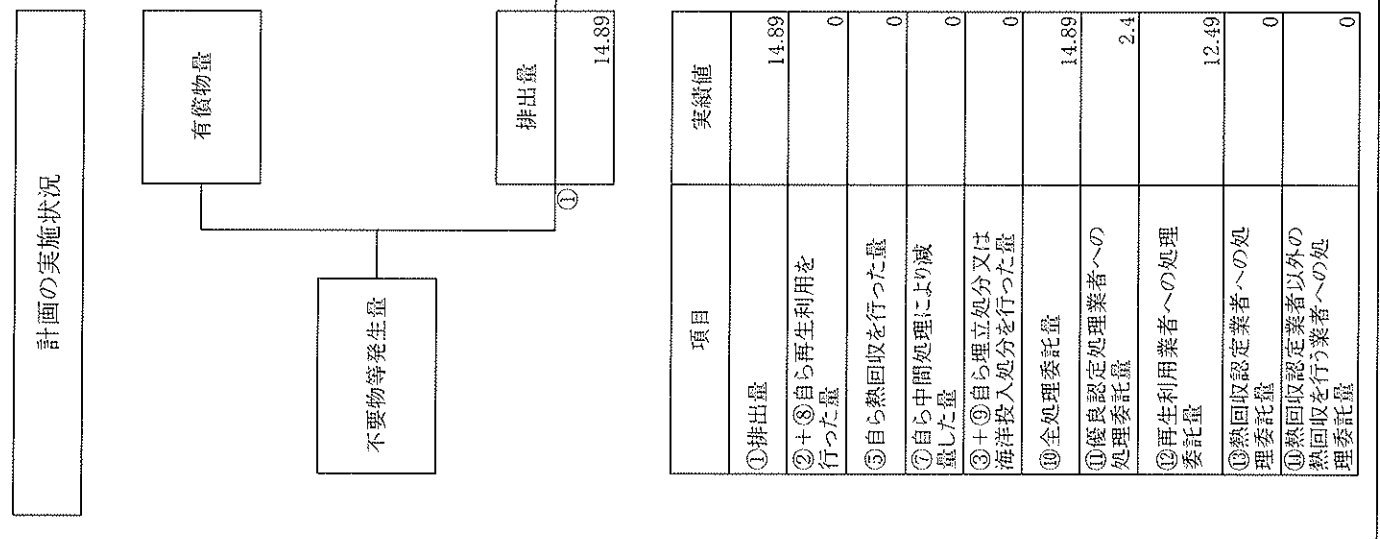 計画の実施状況
不要物等発生量
有償物量
①
排出量
14.89
項目
実績値
①排出量
14.89
②+⑧自ら再生利用を
行った量
0
⑤自ら熱回収を行った量
0
⑦自ら中間処理により減
量した量
0
③+⑨自ら埋立処分又は
海洋投入処分を行った量
0
⑩全処理委託量
14.89
⑪優良認定処理業者への
処理委託量
2.4
⑫再生利用業者への処理
委託量
12.49
⑬熱回収認定業者への処
理委託量
0
⑭熱回収認定業者以外の
熱回収を行う業者への処
理委託量
0